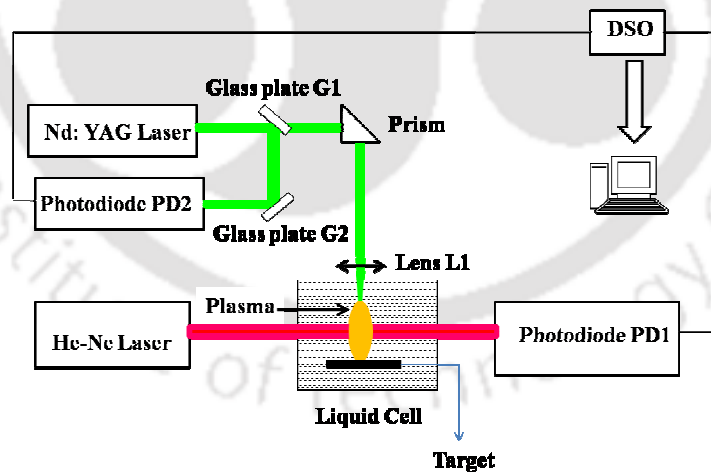 DSO
Glass plate G1
Nd: YAG Laser
Prism
Photodiode PD2
Glass plate G2
Lens L1
Plasma
He-Ne Laser
Photodiode PD1
Liquid Cell
Target